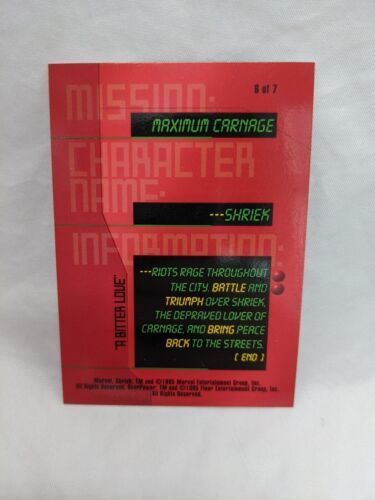 6 of 7
MISSION:
MAXIMUM CARNAGE
CHARACTER
NAME:
---SHRIEK
INFORMATION:
"A BITTER LOVE"
---RIOTS RAGE THROUGHOUT
THE CITY. BATTLE AND
TRIUMPH OVER SHRIEK,
THE DEPRAVED LOVER OF
CARNAGE, AND BRING PEACE
BACK TO THE STREETS.
( END )
Marvel, Shriek: TM and ©1995 Marvel Entertainment Group, Inc.
All Rights Reserved. OverPower: TM and ©1995 Fleer Entertainment Group, Inc.
All Rights Reserved.